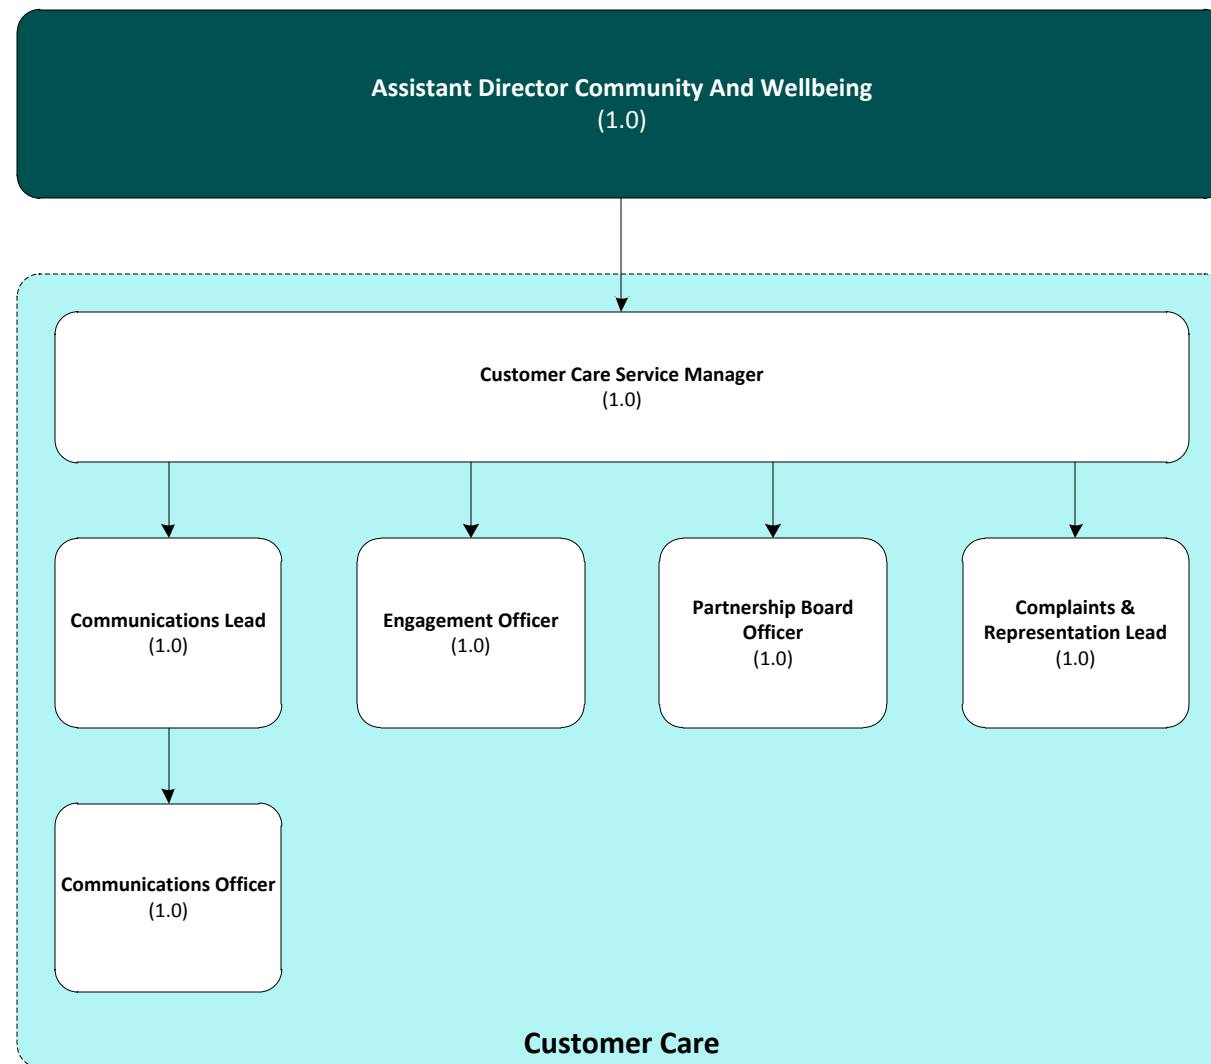 Assistant Director Community And Wellbeing
(1.0)
Customer Care Service Manager
(1.0)
Communications Lead
(1.0)
Engagement Officer
(1.0)
Partnership Board
Officer
(1.0)
Complaints &
Representation Lead
(1.0)
Communications Officer
(1.0)
Customer Care